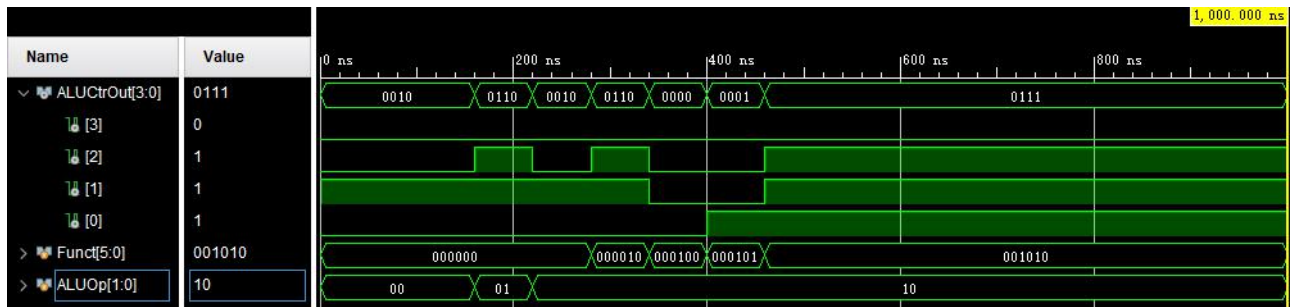 1,000.000 ns
Name Value 0 ns 200 ns 400 ns 600 ns 800 ns
ALUCtrOut[3:0] 0111 0010 0110 0010 0110 0000 0001 0111
[3] 0
[2] 1
[1] 1
[0] 1
Funct[5:0] 001010 000000 000010 000100 000101 001010
ALUOp[1:0] 10 00 01 10